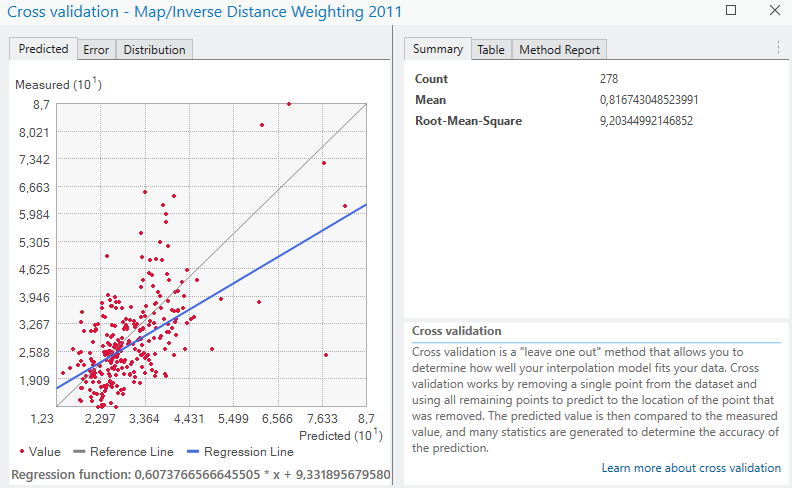 Cross validation - Map/Inverse Distance Weighting 2011
Predicted Error Distribution
Measured (10¹)
8,7
8,021
7,342
6,663
5,984
5,305
4,625
3,946
3,267
2,588
1,909
1,23 2,297 3,364 4,431 5,499 6,566 7,633 8,7
Predicted (10¹)
Value Reference Line Regression Line
Regression function: 0,6073766566645505 * x + 9,331895679580
Summary Table Method Report
Count 278
Mean 0,816743048523991
Root-Mean-Square 9,20344992146852
Cross validation
Cross validation is a "leave one out" method that allows you to
determine how well your interpolation model fits your data. Cross
validation works by removing a single point from the dataset and
using all remaining points to predict to the location of the point that
was removed. The predicted value is then compared to the measured
value, and many statistics are generated to determine the accuracy of
the prediction.
Learn more about cross validation